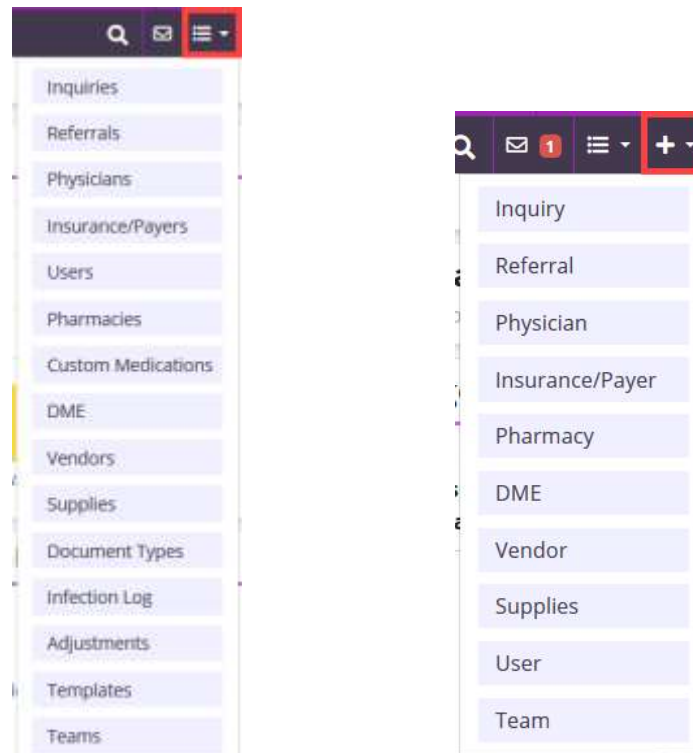 Inquiries
Referrals
Physicians
Insurance/Payers
Users
Pharmacies
Custom Medications
DME
Vendors
Supplies
Document Types
Infection Log
Adjustments
Templates
Teams
1
Inquiry
Referral
Physician
Insurance/Payer
Pharmacy
DME
Vendor
Supplies
User
Team